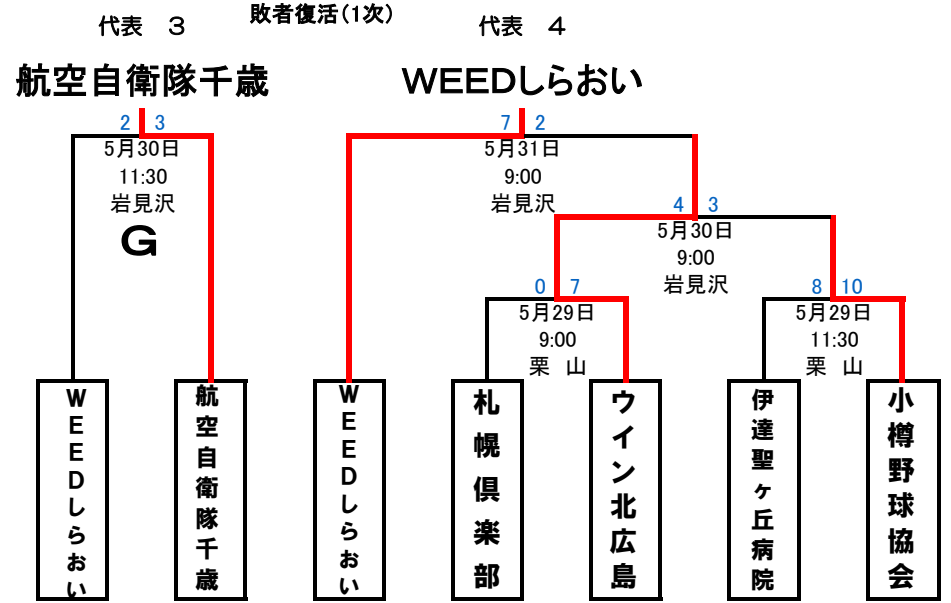 敗者復活(1次)
代表 3
代表 4
航空自衛隊千歳
WEEDしらおい
2 3
5月30日
11:30
岩見沢
G
7 2
5月31日
9:00
岩見沢
4 3
5月30日
9:00
岩見沢
0 7
5月29日
9:00
栗 山
8 10
5月29日
11:30
栗 山
WEEDしらおい
航空自衛隊千歳
WEEDしらおい
札幌倶楽部
ウイン北広島
伊達聖ヶ丘病院
小樽野球協会